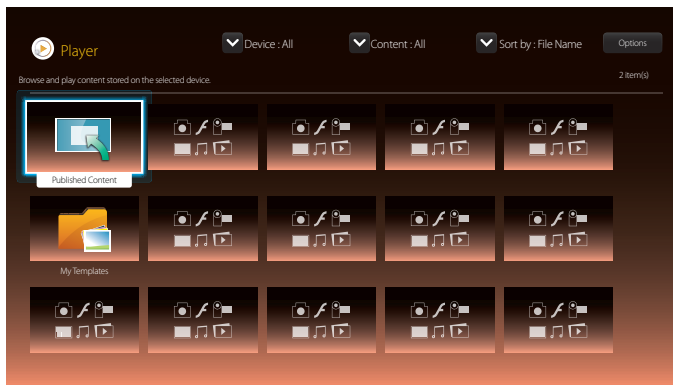 Player
Device : All
Content : All
Sort by : File Name
Options
Browse and play content stored on the selected device.
2 item(s)
Published Content
My Templates